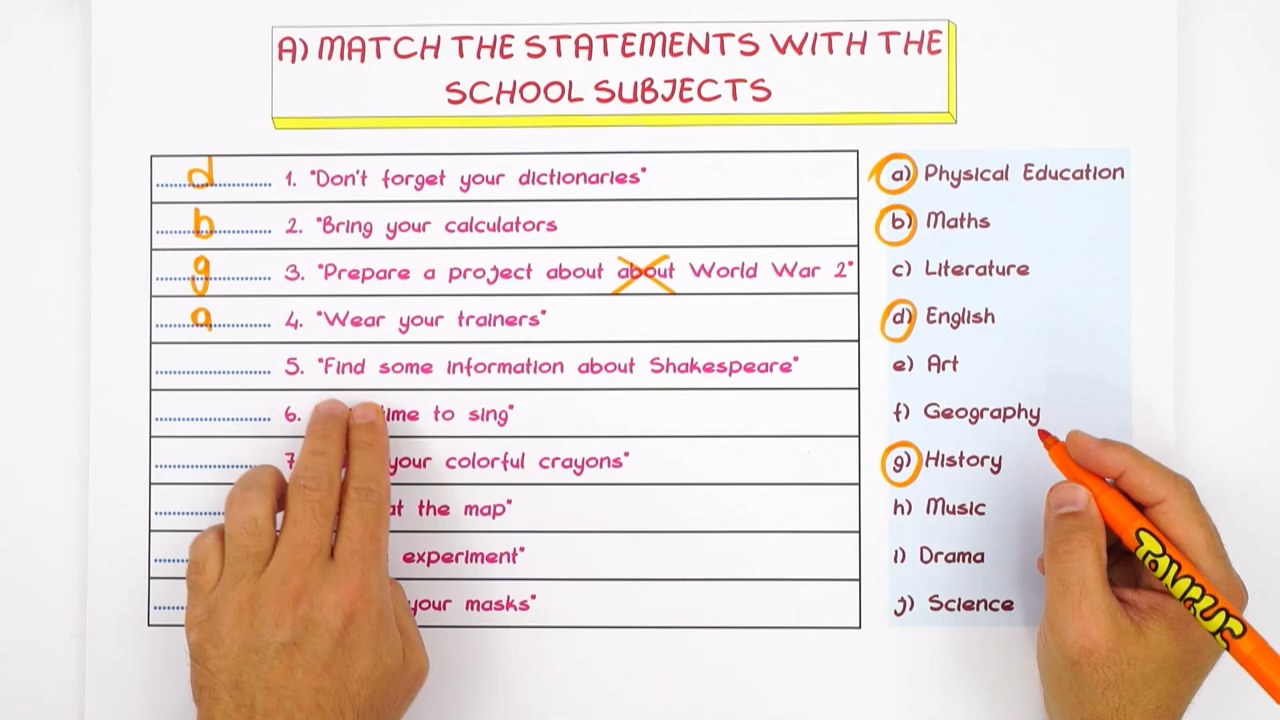 A) MATCH THE STATEMENTS WITH THE
SCHOOL SUBJECTS
d 1. "Don't forget your dictionaries"
b 2. "Bring your calculators
g 3. "Prepare a project about about World War 2"
a 4. "Wear your trainers"
5. "Find some information about Shakespeare"
6. to sing"
7. your colorful crayons"
at the map"
experiment"
your masks"
a) Physical Education
b) Maths
c) Literature
d) English
e) Art
f) Geography
g) History
h) Music
i) Drama
j) Science